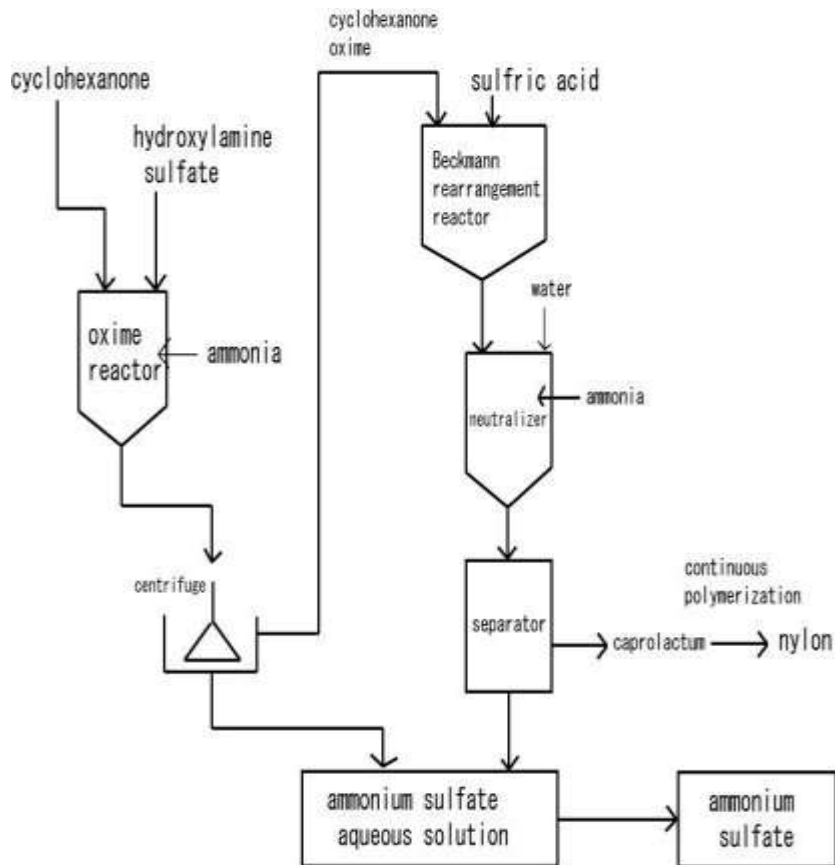 cyclohexanone
oxime
cyclohexanone
sulfric acid
hydroxylamine
sulfate
Beckmann
rearrangement
reactor
water
oxime
reactor
ammonia
ammonia
neutralizer
centrifuge
continuous
polymerization
separator
caprolactum
nylon
ammonium sulfate
aqueous solution
ammonium
sulfate